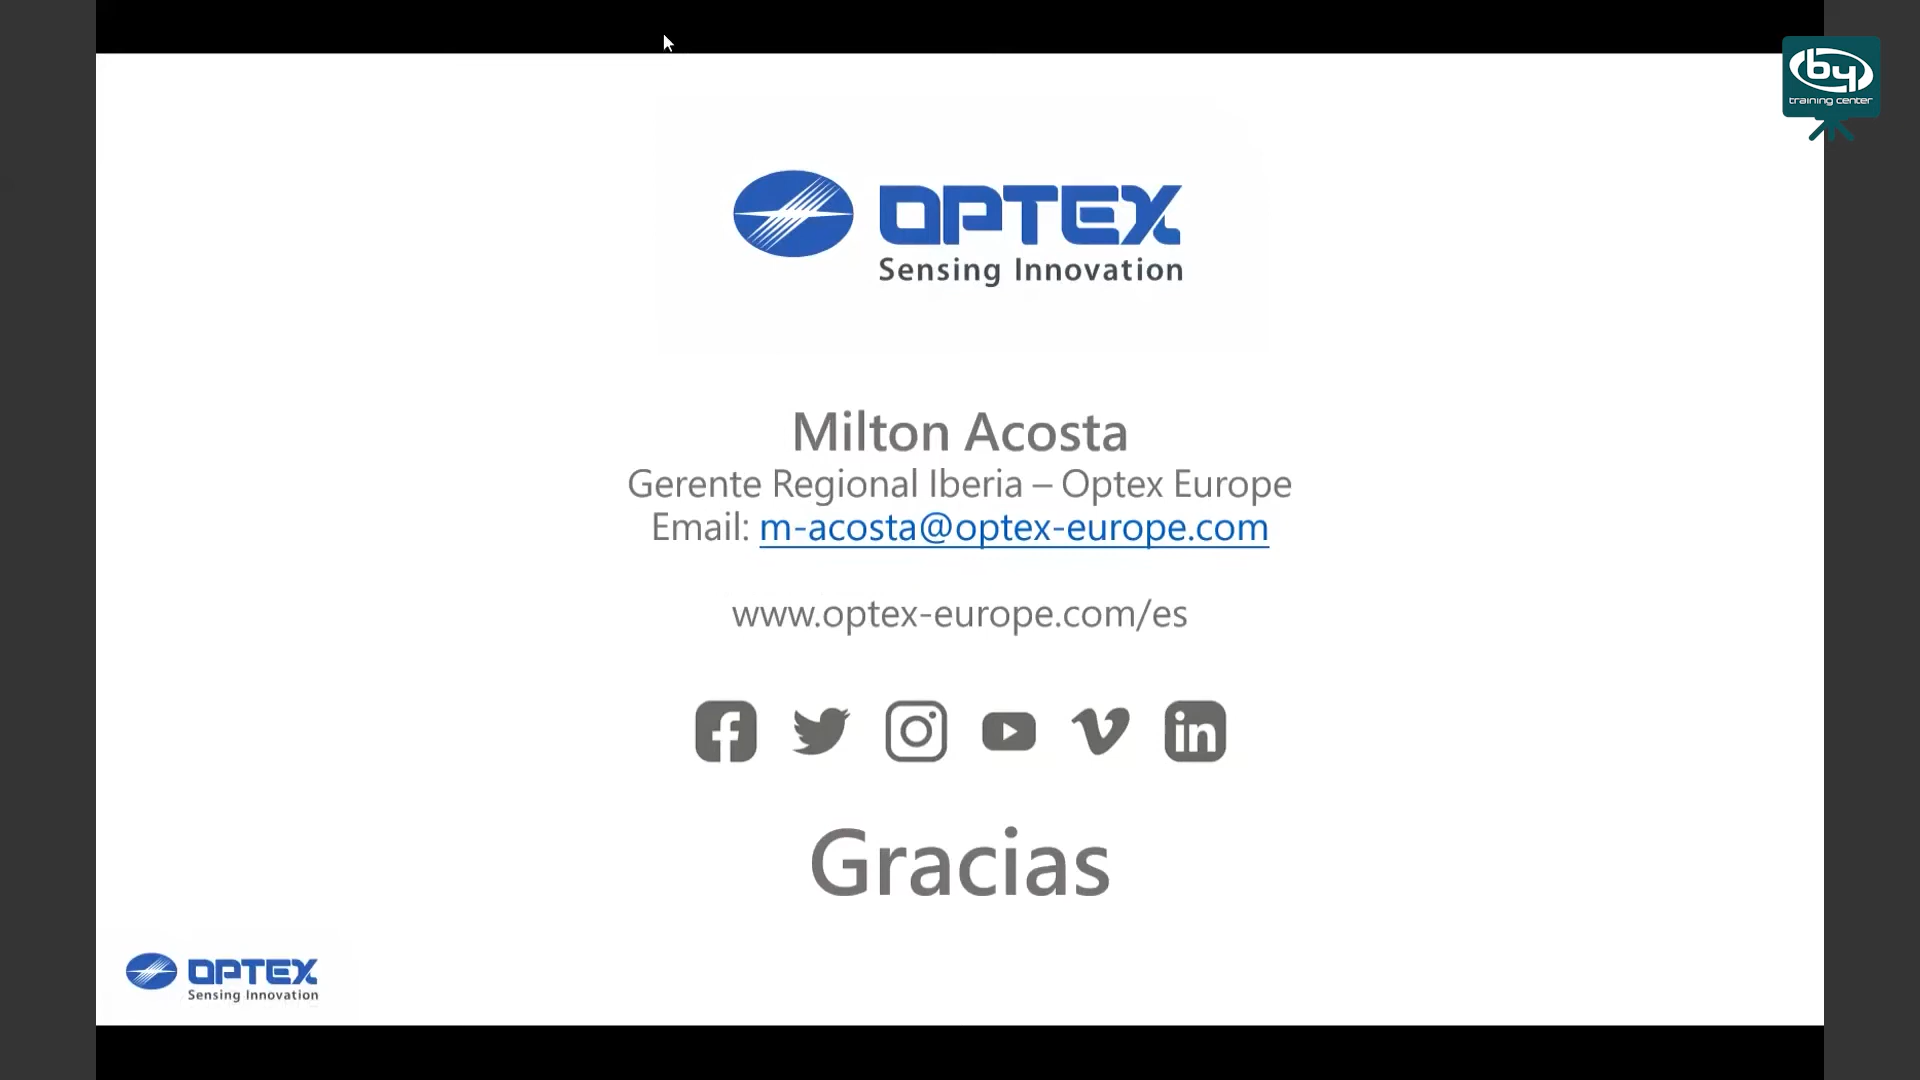 by
training center
OPTEX
Sensing Innovation
Milton Acosta
Gerente Regional Iberia – Optex Europe
Email: m-acosta@optex-europe.com
www.optex-europe.com/es
Gracias
OPTEX
Sensing Innovation